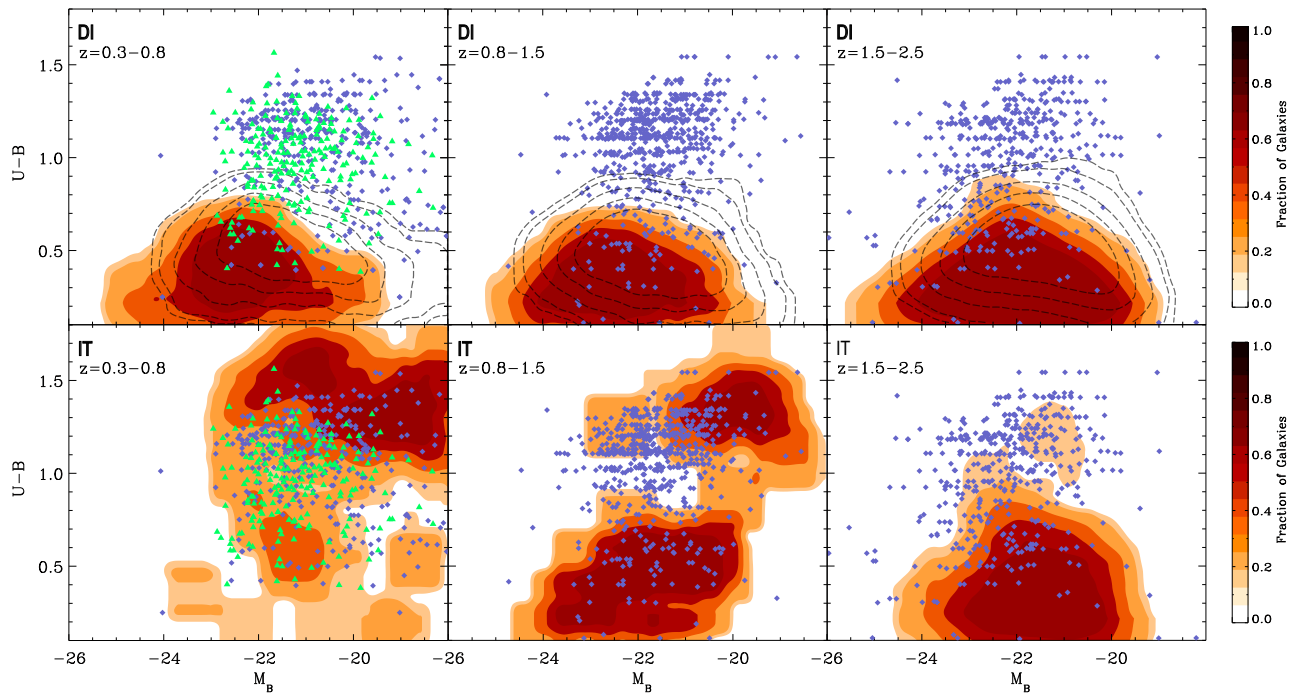 DI
z=0.3−0.8
DI
z=0.8−1.5
DI
z=1.5−2.5
1.5
1.0
0.5
U−B
1.0
0.8
0.6
0.4
0.2
0.0
Fraction of Galaxies
IT
z=0.3−0.8
IT
z=0.8−1.5
IT
z=1.5−2.5
1.5
1.0
0.5
U−B
1.0
0.8
0.6
0.4
0.2
0.0
Fraction of Galaxies
−26 −24 −22 −20 −24 −22 −20 −24 −22 −20
−26 −26
M_B M_B M_B